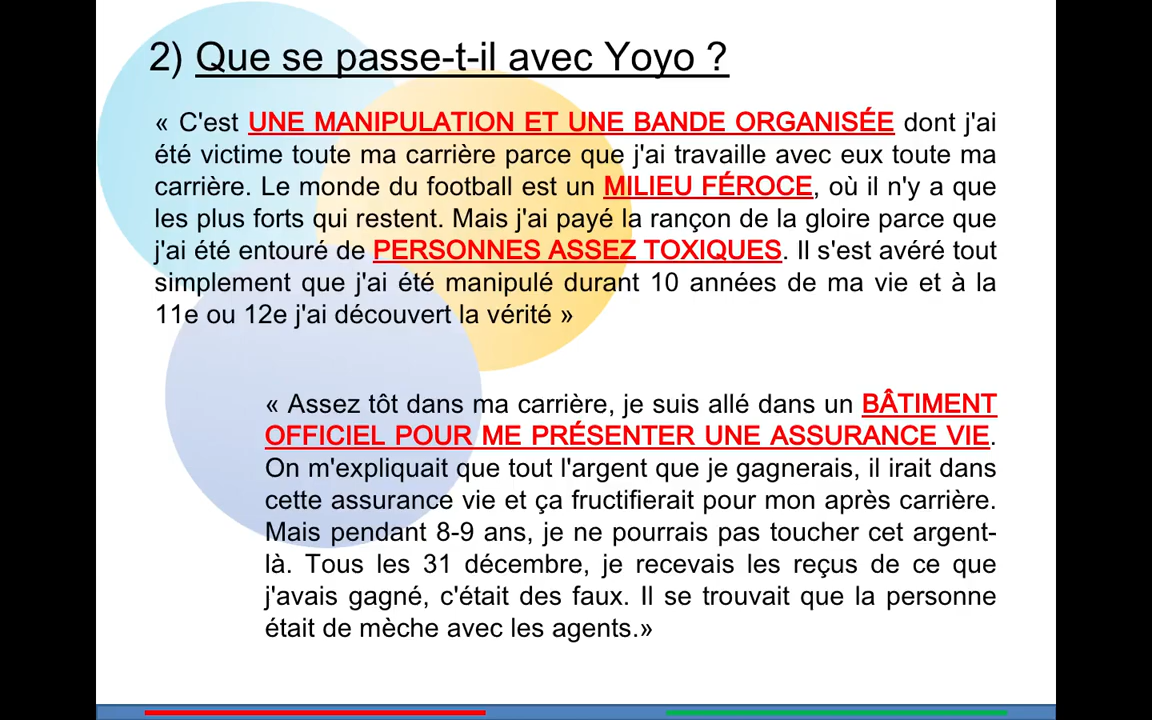 2) Que se passe-t-il avec Yoyo ?
« C'est UNE MANIPULATION ET UNE BANDE ORGANISÉE dont j'ai
été victime toute ma carrière parce que j'ai travaille avec eux toute ma
carrière. Le monde du football est un MILIEU FÉROCE, où il n'y a que
les plus forts qui restent. Mais j'ai payé la rançon de la gloire parce que
j'ai été entouré de PERSONNES ASSEZ TOXIQUES. Il s'est avéré tout
simplement que j'ai été manipulé durant 10 années de ma vie et à la
11e ou 12e j'ai découvert la vérité »
« Assez tôt dans ma carrière, je suis allé dans un BÂTIMENT
OFFICIEL POUR ME PRÉSENTER UNE ASSURANCE VIE.
On m'expliquait que tout l'argent que je gagnerais, il irait dans
cette assurance vie et ça fructifierait pour mon après carrière.
Mais pendant 8-9 ans, je ne pourrais pas toucher cet argent-
là. Tous les 31 décembre, je recevais les reçus de ce que
j'avais gagné, c'était des faux. Il se trouvait que la personne
était de mèche avec les agents.»